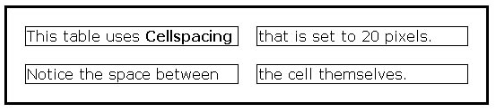 This table uses Cellspacing that is set to 20 pixels.
Notice the space between the cell themselves.